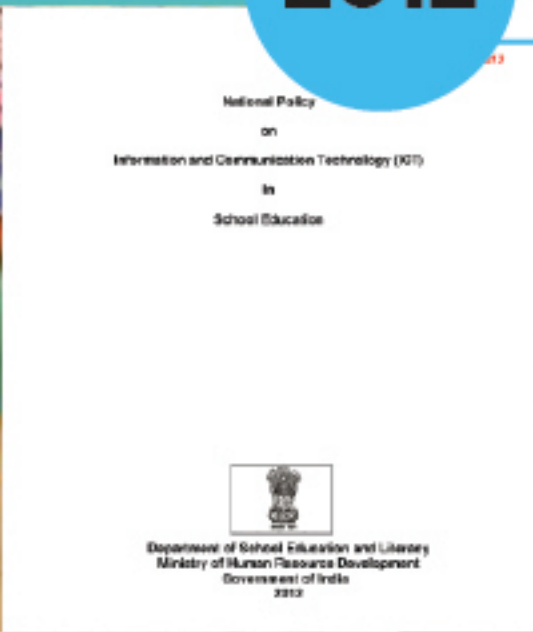 2012
National Policy
on
Information and Communication Technology (ICT)
In
School Education
Department of School Education and Literacy
Ministry of Human Resource Development
Government of India
2012